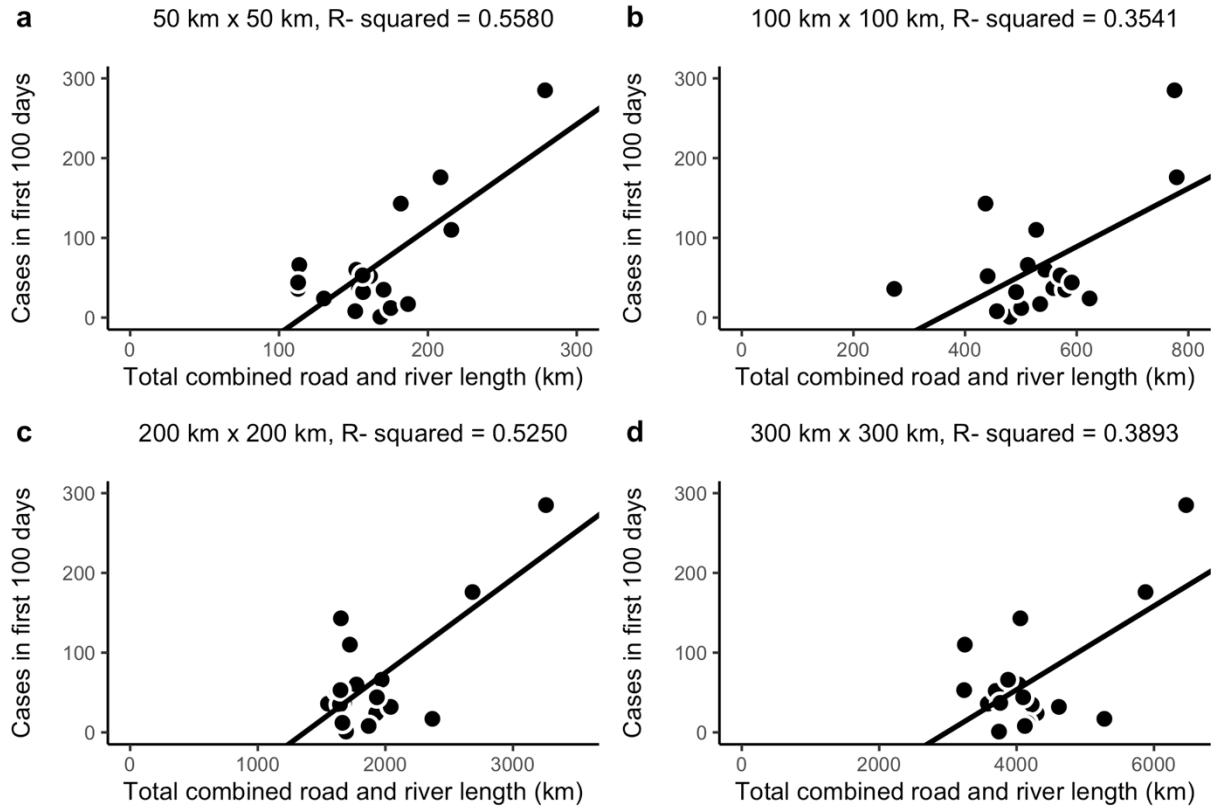 a
50 km x 50 km, R- squared = 0.5580
Cases in first 100 days
300
200
100
0
0 100 200 300
Total combined road and river length (km)
b
100 km x 100 km, R- squared = 0.3541
Cases in first 100 days
300
200
100
0
0 200 400 600 800
Total combined road and river length (km)
c
200 km x 200 km, R- squared = 0.5250
Cases in first 100 days
300
200
100
0
0 1000 2000 3000
Total combined road and river length (km)
d
300 km x 300 km, R- squared = 0.3893
Cases in first 100 days
300
200
100
0
0 2000 4000 6000
Total combined road and river length (km)